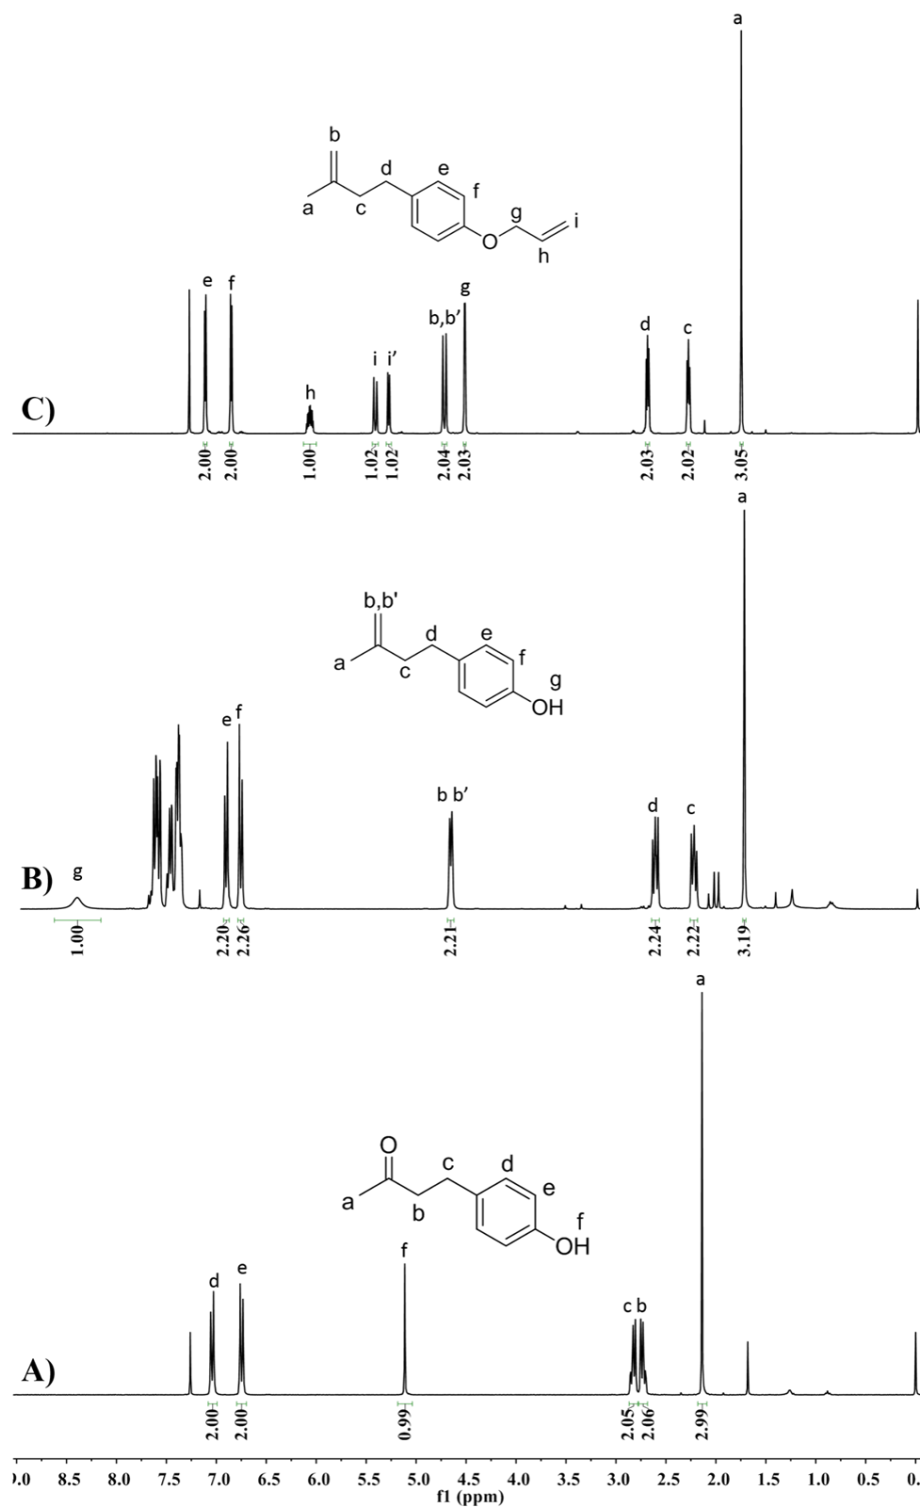 a
b
d
e
f
a
c
g
i
O
h
e
f
h
i
i’
b,b’
g
d
c
C)
2.00
2.00
1.00
1.02
1.02
2.04
2.03
2.03
2.02
3.05
a
b,b'
d
e
a
c
f
g
OH
g
e
f
b b’
d
c
B)
1.00
2.20
2.26
2.21
2.24
2.22
3.19
a
O
c
d
a
b
e
f
OH
d
e
f
c b
A)
2.00
2.00
0.99
2.05
2.06
2.99
8.5 8.0 7.5 7.0 6.5 6.0 5.5 5.0 4.5 4.0 3.5 3.0 2.5 2.0 1.5 1.0 0.5
f1 (ppm)